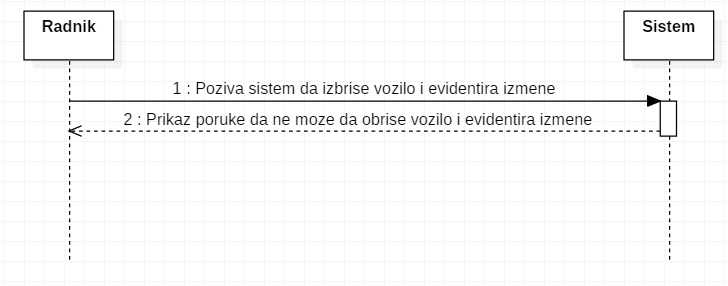 Radnik
Sistem
1 : Poziva sistem da izbrise vozilo i evidentira izmene
2 : Prikaz poruke da ne moze da obrise vozilo i evidentira izmene